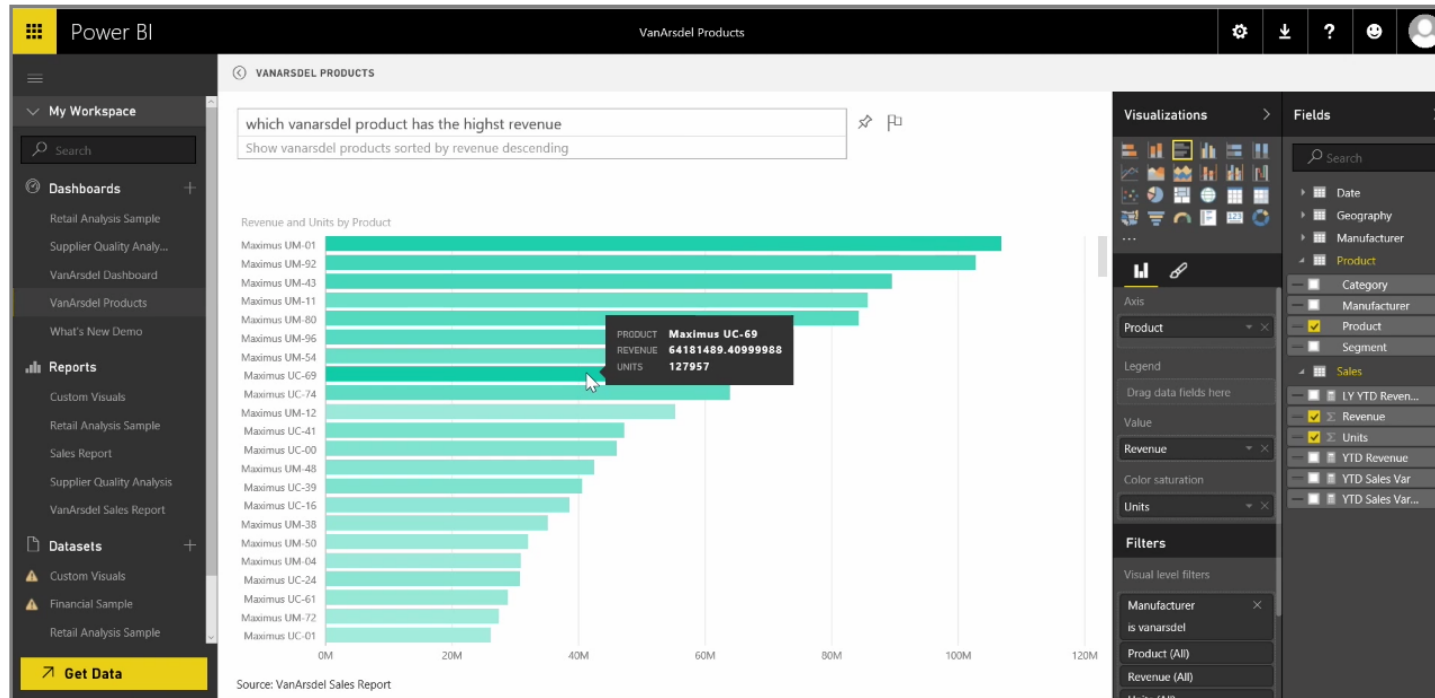 Power BI
VanArsdel Products
VANARSDEL PRODUCTS
My Workspace
Search
Dashboards
Retail Analysis Sample
Supplier Quality Analy...
VanArsdel Dashboard
VanArsdel Products
What's New Demo
Reports
Custom Visuals
Retail Analysis Sample
Sales Report
Supplier Quality Analysis
VanArsdel Sales Report
Datasets
Custom Visuals
Financial Sample
Retail Analysis Sample
Get Data
which vanarsdel product has the highst revenue
Show vanarsdel products sorted by revenue descending
Revenue and Units by Product
Maximus UM-01
Maximus UM-92
Maximus UM-43
Maximus UM-11
Maximus UM-80
Maximus UM-96
Maximus UM-54
Maximus UC-69
Maximus UC-74
Maximus UM-12
Maximus UC-41
Maximus UC-00
Maximus UM-48
Maximus UC-39
Maximus UC-16
Maximus UM-38
Maximus UM-50
Maximus UM-04
Maximus UC-24
Maximus UC-61
Maximus UM-72
Maximus UC-01
PRODUCT Maximus UC-69
REVENUE 64181489.40999988
UNITS 127957
0M 20M 40M 60M 80M 100M 120M
Source: VanArsdel Sales Report
Visualizations
Axis
Product
Legend
Drag data fields here
Value
Revenue
Color saturation
Units
Filters
Visual level filters
Manufacturer
is vanarsdel
Product (All)
Revenue (All)
Units (All)
Fields
Search
Date
Geography
Manufacturer
Product
Category
Manufacturer
Product
Segment
Sales
LY YTD Reven...
Revenue
Units
YTD Revenue
YTD Sales Var
YTD Sales Var...